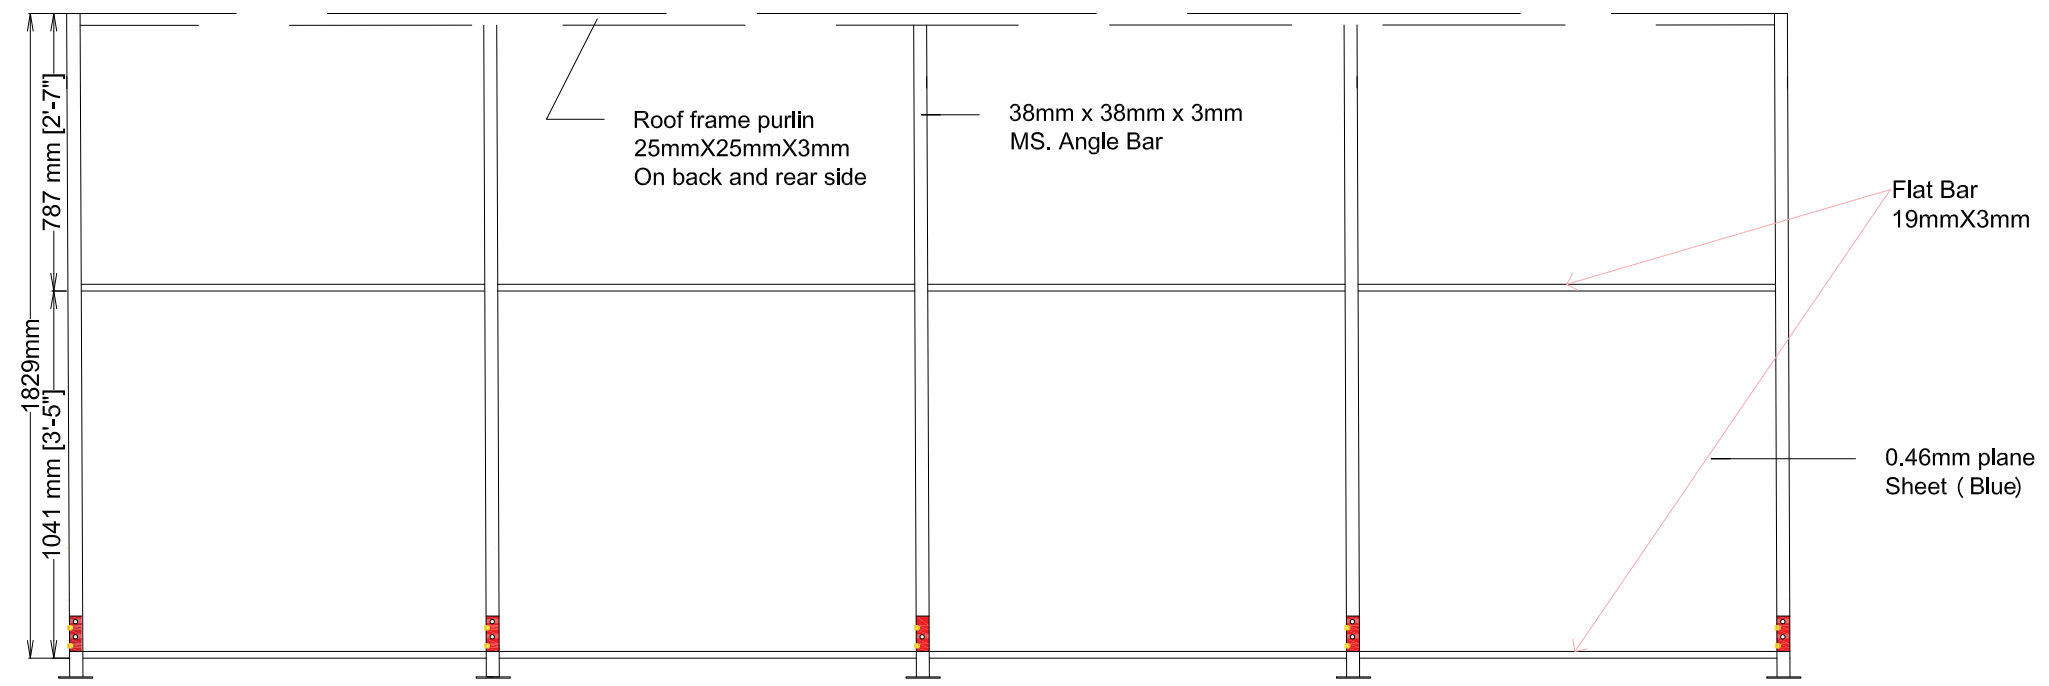 1829mm
787 mm [2'-7"]
1041 mm [3'-5"]
Roof frame purlin
25mmX25mmX3mm
On back and rear side
38mm x 38mm x 3mm
MS. Angle Bar
Flat Bar
19mmX3mm
0.46mm plane
Sheet ( Blue)